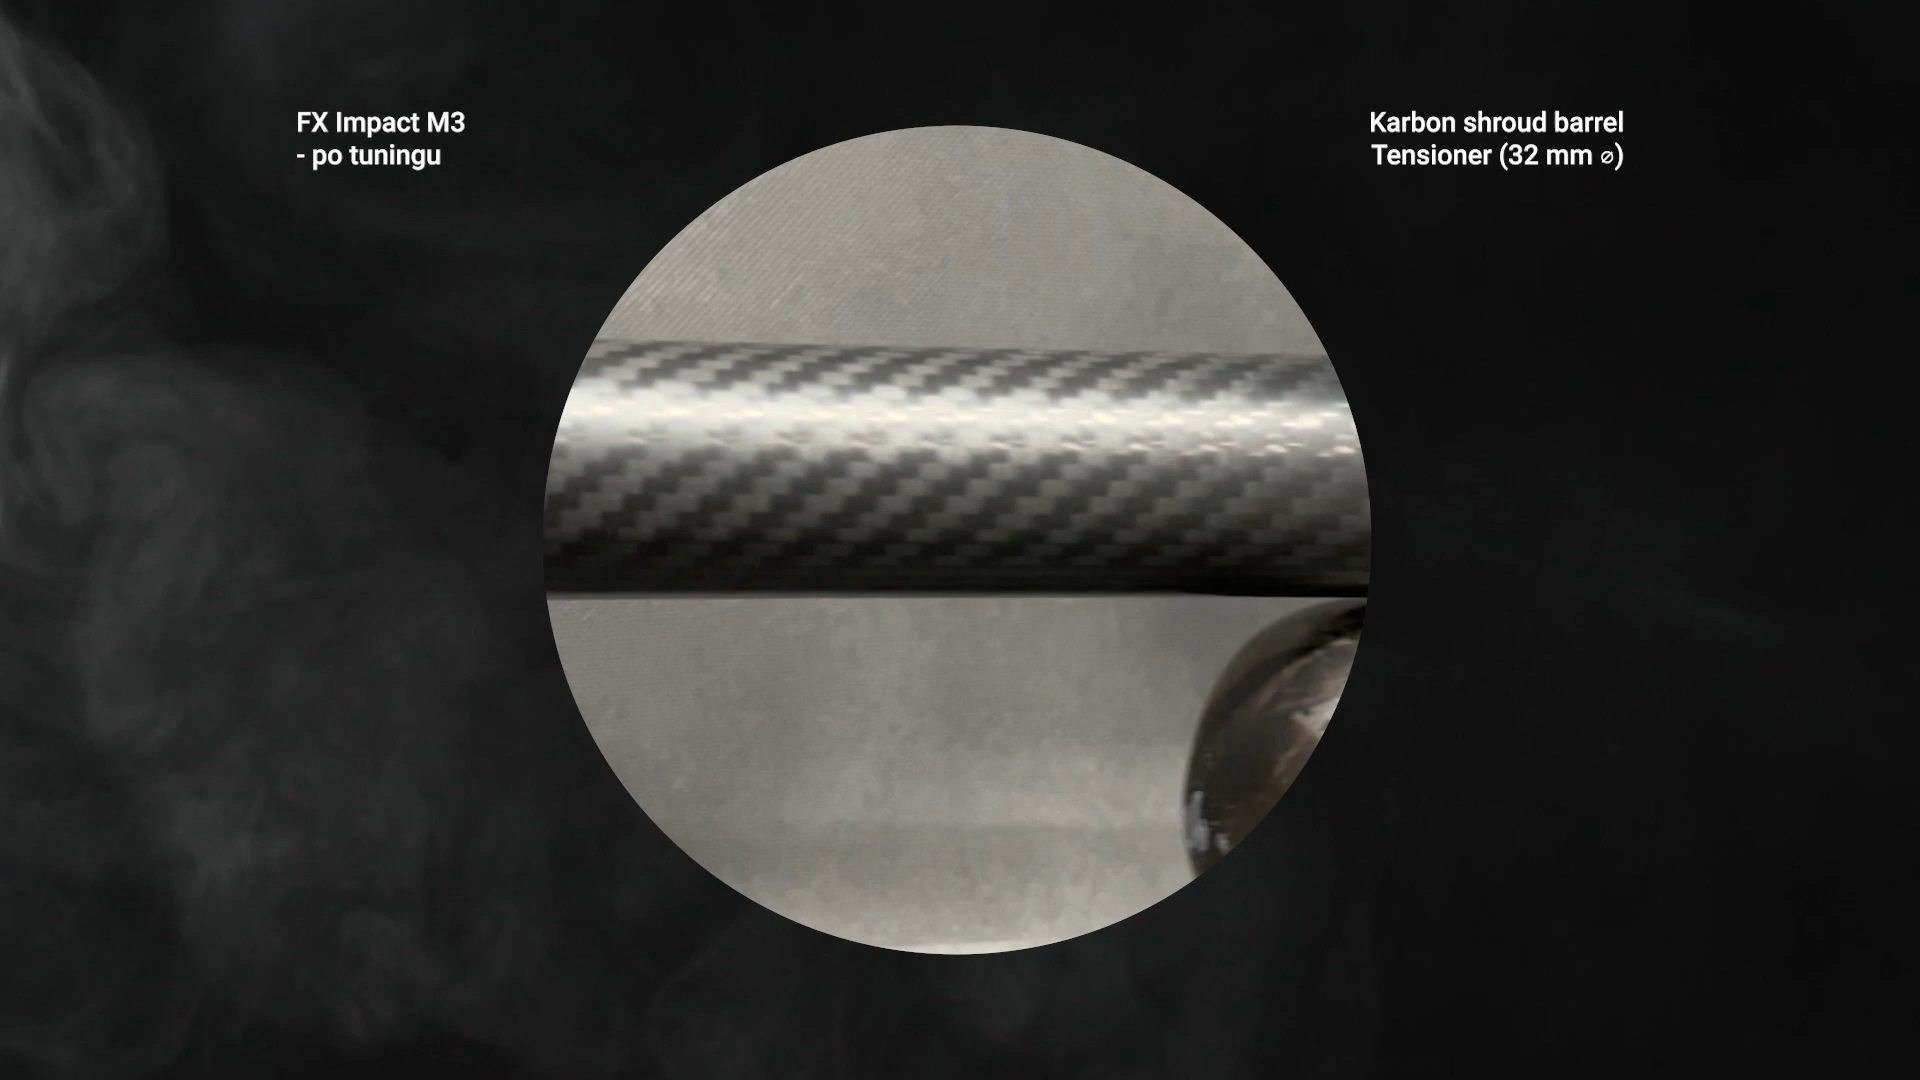 FX Impact M3
- po tuningu
Karbon shroud barrel
Tensioner (32 mm ⌀)